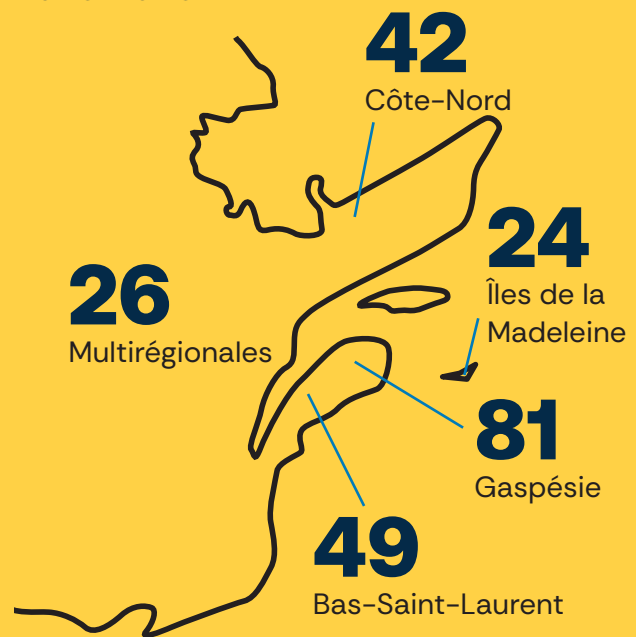 42
Côte-Nord
24
Îles de la
Madeleine
26
Multirégionales
81
Gaspésie
49
Bas-Saint-Laurent